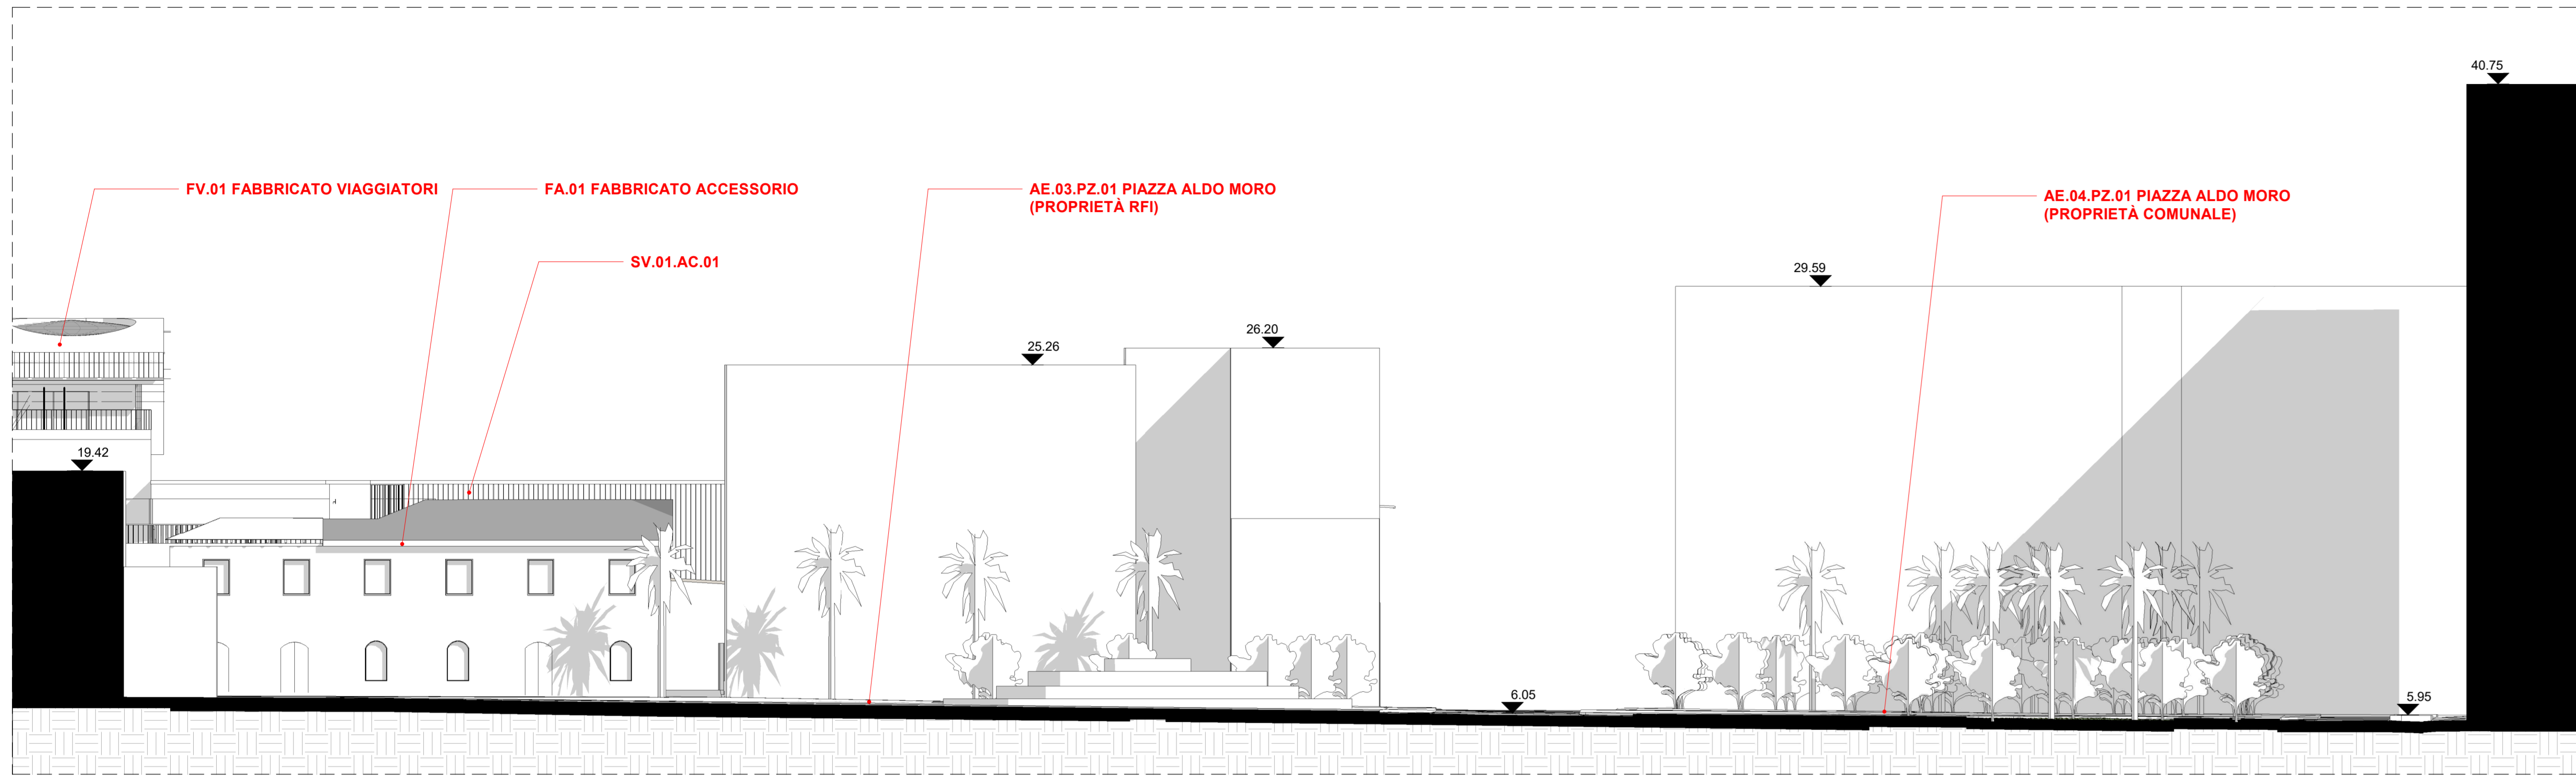 40.75
FV.01 FABBRICATO VIAGGIATORI
FA.01 FABBRICATO ACCESSORIO
AE.03.PZ.01 PIAZZA ALDO MORO
(PROPRIETÀ RFI)
AE.04.PZ.01 PIAZZA ALDO MORO
(PROPRIETÀ COMUNALE)
SV.01.AC.01
29.59
26.20
25.26
19.42
6.05
5.95